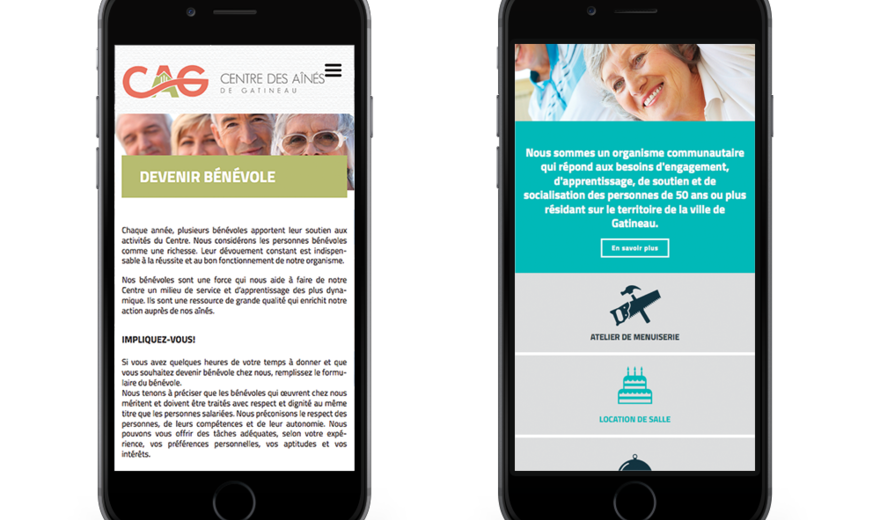 CAG
CENTRE DES AÎNÉS
DE GATINEAU
DEVENIR BÉNÉVOLE
Chaque année, plusieurs bénévoles apportent leur soutien aux
activités du Centre. Nous considérons les personnes bénévoles
comme une richesse. Leur dévouement constant est indispen-
sable à la réussite et au bon fonctionnement de notre organisme.
Nos bénévoles sont une force qui nous aide à faire de notre
Centre un milieu de service et d'apprentissage des plus dyna-
mique. Ils sont une ressource de grande qualité qui enrichit notre
action auprès de nos aînés.
IMPLIQUEZ-VOUS!
Si vous avez quelques heures de votre temps à donner et que
vous souhaitez devenir bénévole chez nous, remplissez le formu-
laire du bénévole.
Nous tenons à préciser que les bénévoles qui œuvrent chez nous
méritent et doivent être traités avec respect et dignité au même
titre que les personnes salariées. Nous préconisons le respect des
personnes, de leurs compétences et de leur autonomie. Nous
pouvons vous offrir des tâches adéquates, selon votre expé-
rience, vos préférences personnelles, vos aptitudes et vos
intérêts.
Nous sommes un organisme communautaire
qui répond aux besoins d'engagement,
d'apprentissage, de soutien et de
socialisation des personnes de 50 ans ou plus
résidant sur le territoire de la ville de
Gatineau.
En savoir plus
ATELIER DE MENUISERIE
LOCATION DE SALLE